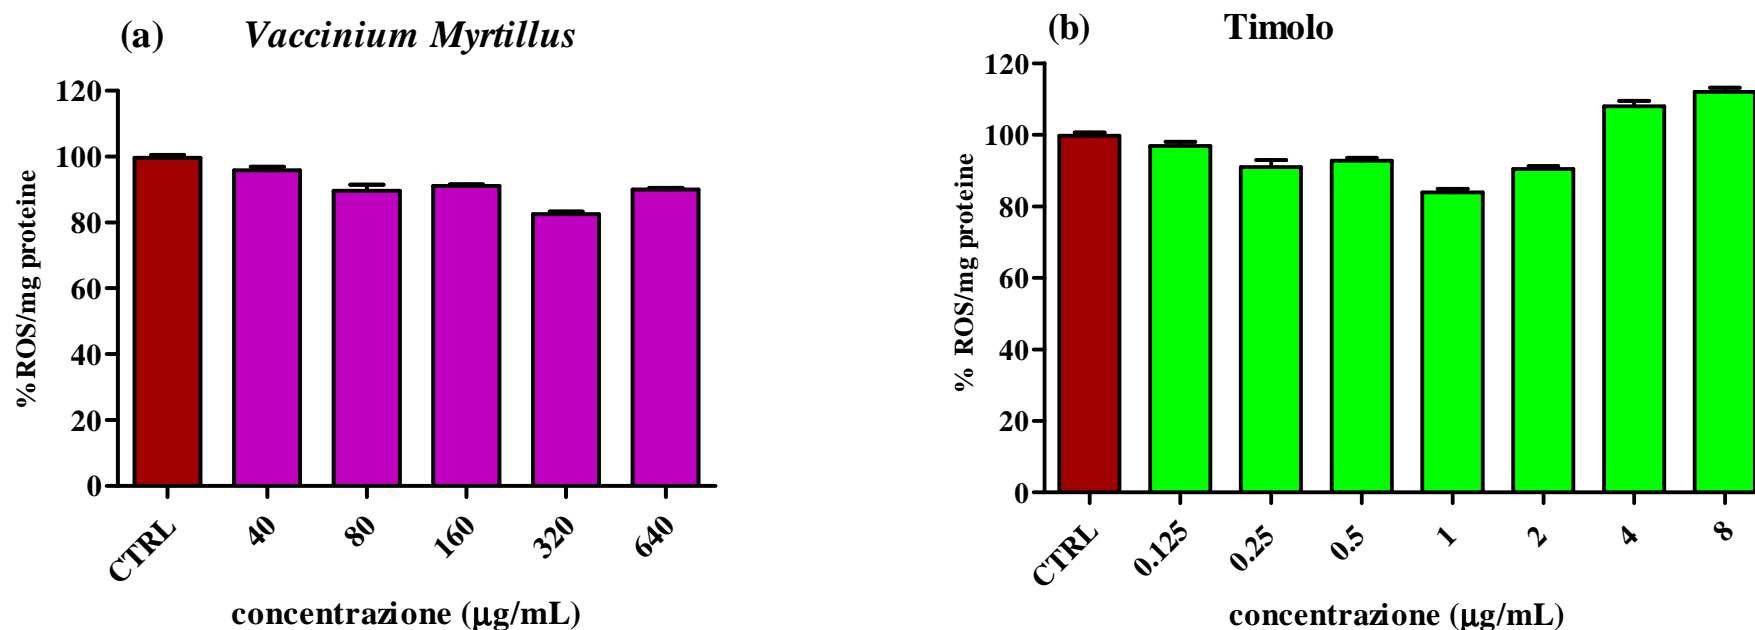 (a) Vaccinium Myrtillus
120
100
80
60
40
20
0
%ROS/mg proteine
CTRL 40 80 160 320 640
concentrazione (µg/mL)
(b) Timolo
120
100
80
60
40
20
0
% ROS/mg proteine
CTRL 0.125 0.25 0.5 1 2 4 8
concentrazione (µg/mL)